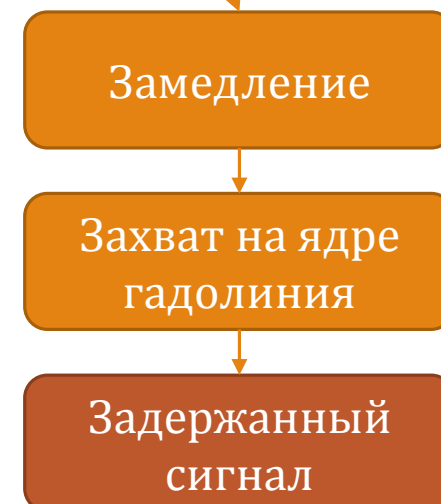 Замедление
Захват на ядре
гадолиния
Задержанный
сигнал